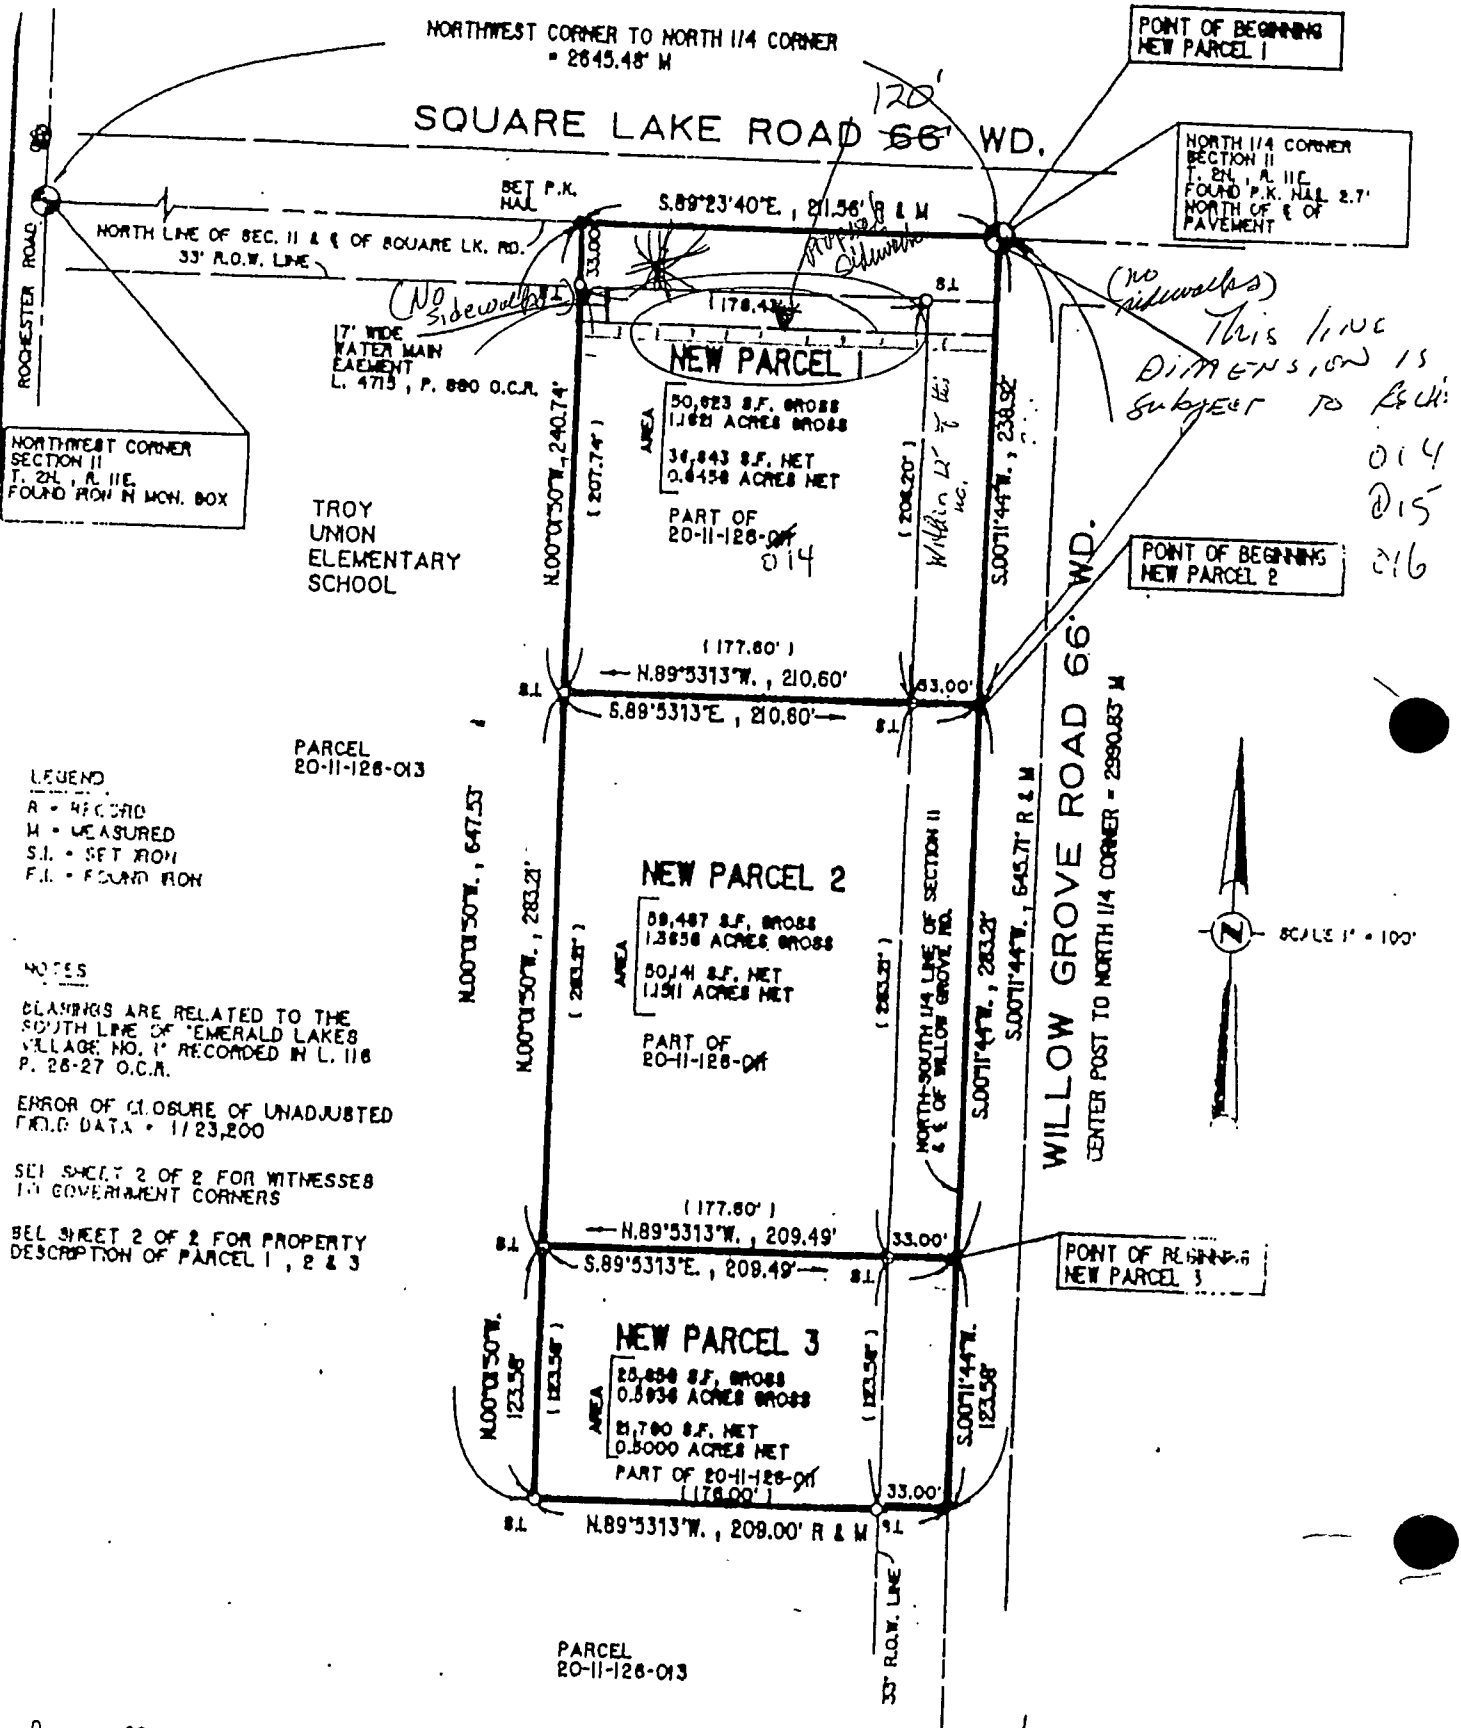 NORTHWEST CORNER TO NORTH 1/4 CORNER
= 2645.48' M
POINT OF BEGINNING
NEW PARCEL 1
120'
SQUARE LAKE ROAD 66' WD.
NORTH 1/4 CORNER
SECTION 11
T. 2N., R. 11E.
FOUND P.K. NAIL 2.7'
NORTH OF ℄ OF
PAVEMENT
SET P.K.
NAIL
S.89°23'40"E., 211.56' R & M
NORTH LINE OF SEC. 11 & ℄ OF SQUARE LK. RD.
33' R.O.W. LINE
33.00'
ROCHESTER ROAD
Proposed
Sidewalk
(No
Sidewalks)
S.I.
(178.43')
S.I.
(no
sidewalks)
This line
DIMENSION IS
SUBJECT TO
014
015
016
17' WIDE
WATER MAIN
EASEMENT
L. 4715, P. 880 O.C.R.
NEW PARCEL 1
AREA
50,623 S.F. GROSS
1.1621 ACRES GROSS
36,843 S.F. NET
0.8458 ACRES NET
PART OF
20-11-126-011
014
N.00°01'50"W., 240.74'
(207.74')
(206.20')
Within 12' of this
S.00°11'44"W., 238.92'
NORTHWEST CORNER
SECTION 11
T. 2N., R. 11E.
FOUND IRON IN MON. BOX
TROY
UNION
ELEMENTARY
SCHOOL
POINT OF BEGINNING
NEW PARCEL 2
(177.60')
N.89°53'13"W., 210.60'
33.00'
S.I.
S.89°53'13"E., 210.60'
S.I.
PARCEL
20-11-126-013
LEGEND
R = RECORD
M = MEASURED
S.I. = SET IRON
F.I. = FOUND IRON
N.00°01'50"W., 647.53'
N.00°01'50"W., 283.21'
(283.21')
NEW PARCEL 2
AREA
59,487 S.F. GROSS
1.3656 ACRES GROSS
50,141 S.F. NET
1.1511 ACRES NET
PART OF
20-11-126-011
(283.21')
NORTH-SOUTH 1/4 LINE OF SECTION 11
& ℄ OF WILLOW GROVE RD.
S.00°11'44"W., 283.21'
S.00°11'44"W., 645.71' R & M
WILLOW GROVE ROAD 66' WD.
CENTER POST TO NORTH 1/4 CORNER = 2990.83' M
N
SCALE 1" = 100'
NOTES
BEARINGS ARE RELATED TO THE
SOUTH LINE OF "EMERALD LAKES
VILLAGE NO. 1" RECORDED IN L. 116
P. 26-27 O.C.R.
ERROR OF CLOSURE OF UNADJUSTED
FIELD DATA = 1/23,200
SEE SHEET 2 OF 2 FOR WITNESSES
TO GOVERNMENT CORNERS
SEE SHEET 2 OF 2 FOR PROPERTY
DESCRIPTION OF PARCEL 1, 2 & 3
(177.60')
N.89°53'13"W., 209.49'
33.00'
S.I.
S.89°53'13"E., 209.49'
S.I.
POINT OF BEGINNING
NEW PARCEL 3
NEW PARCEL 3
N.00°01'50"W.
123.58'
(123.58')
AREA
25,856 S.F. GROSS
0.5936 ACRES GROSS
21,780 S.F. NET
0.5000 ACRES NET
PART OF 20-11-126-011
(123.58')
S.00°11'44"W.
123.58'
(176.00')
33.00'
S.I.
N.89°53'13"W., 209.00' R & M
S.I.
33' R.O.W. LINE
PARCEL
20-11-126-013